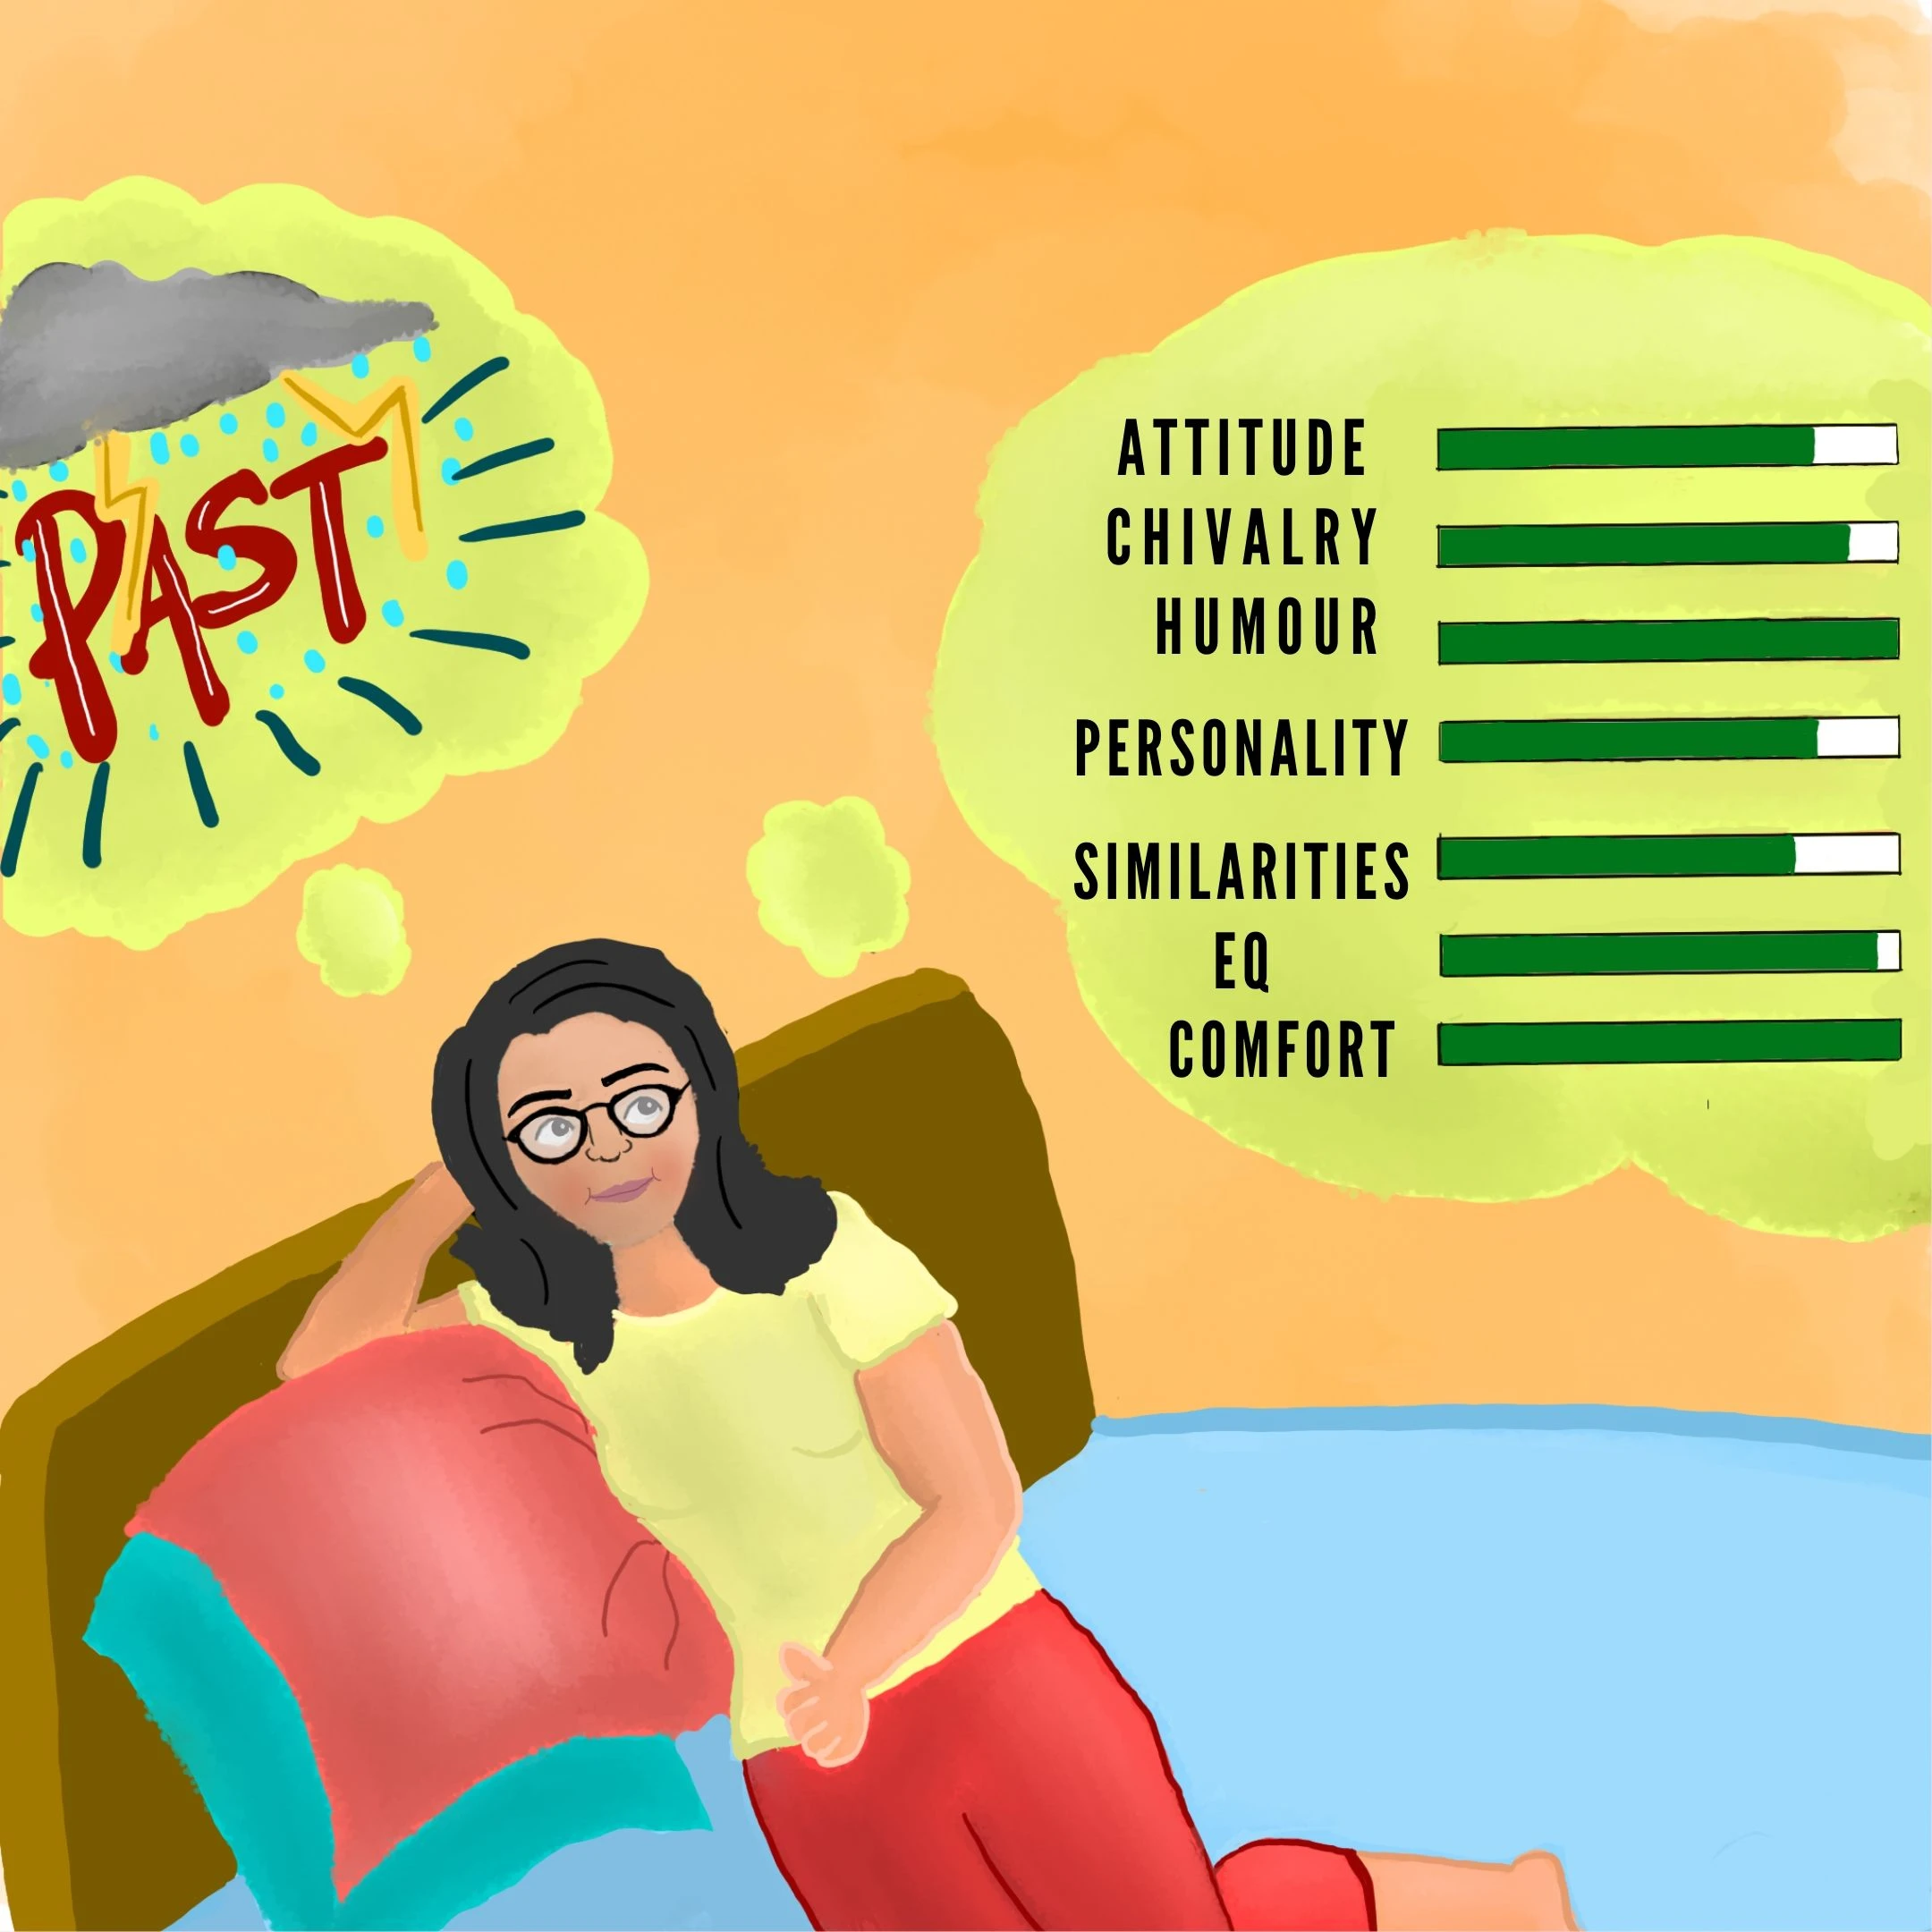 PAST
ATTITUDE
CHIVALRY
HUMOUR
PERSONALITY
SIMILARITIES
EQ
COMFORT